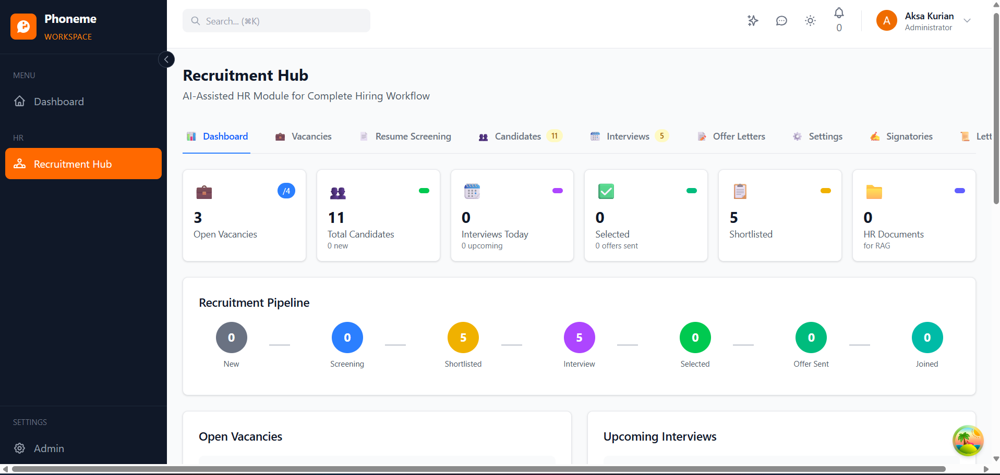 Phoneme
WORKSPACE
MENU
Dashboard
HR
Recruitment Hub
SETTINGS
Admin
Search... (⌘K)
0
A
Aksa Kurian
Administrator
Recruitment Hub
AI-Assisted HR Module for Complete Hiring Workflow
Dashboard
Vacancies
Resume Screening
Candidates 11
Interviews 5
Offer Letters
Settings
Signatories
Lett
/4
3
Open Vacancies
11
Total Candidates
0 new
0
Interviews Today
0 upcoming
0
Selected
0 offers sent
5
Shortlisted
0
HR Documents
for RAG
Recruitment Pipeline
0
New
0
Screening
5
Shortlisted
5
Interview
0
Selected
0
Offer Sent
0
Joined
Open Vacancies
Upcoming Interviews